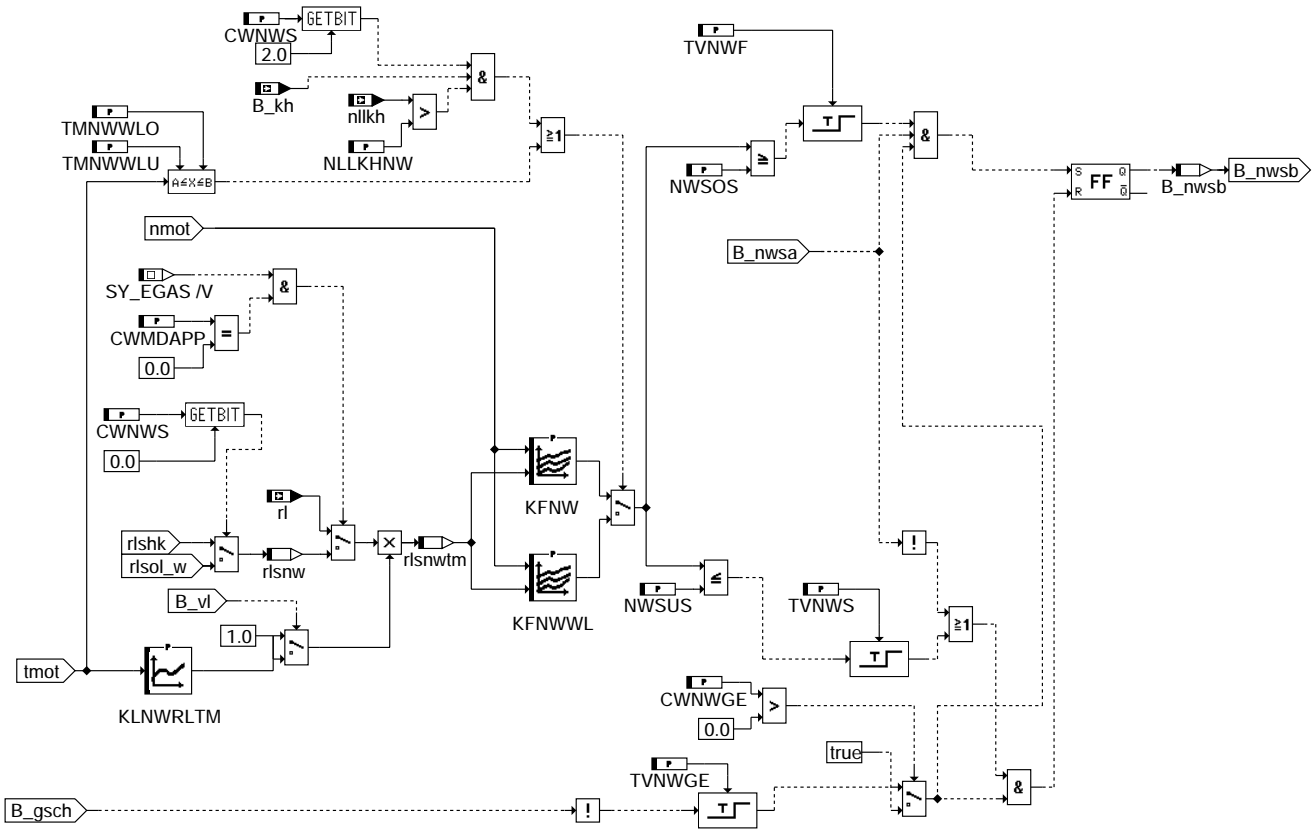 P
CWNWS
GETBIT
2.0
B_kh
nllkh
P
NLLKHNW
>
&
≧1
P
TMNWWLO
P
TMNWWLU
A≤X≤B
P
TVNWF
T
P
NWSOS
≥
&
S Q
FF
R Q̅
B_nwsb
B_nwsb
nmot
B_nwsa
SY_EGAS /V
&
P
CWMDAPP
=
0.0
P
CWNWS
GETBIT
0.0
rl
rlshk
rlsol_w
rlsnw
×
rlsnwtm
P
KFNW
P
KFNWWL
B_vl
1.0
tmot
P
KLNWRLTM
P
NWSUS
≤
P
TVNWS
T
!
≧1
P
CWNWGE
>
0.0
true
P
TVNWGE
T
B_gsch
!
&